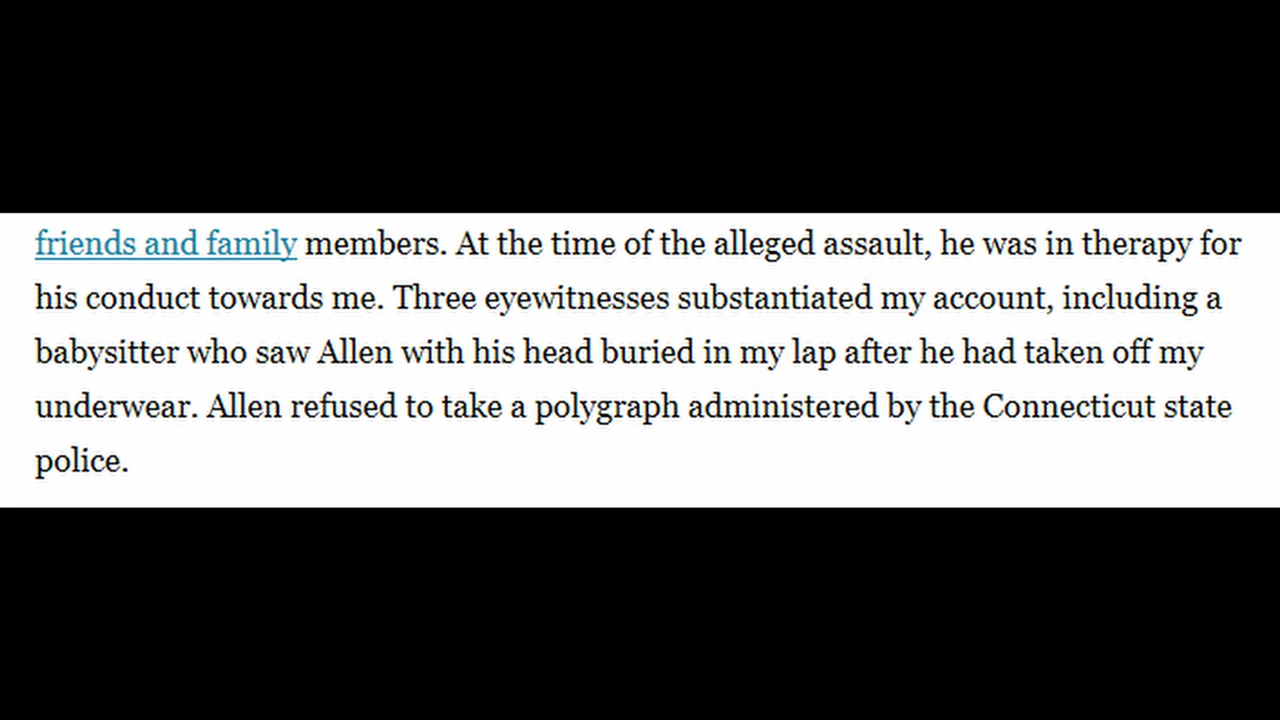 friends and family members. At the time of the alleged assault, he was in therapy for
his conduct towards me. Three eyewitnesses substantiated my account, including a
babysitter who saw Allen with his head buried in my lap after he had taken off my
underwear. Allen refused to take a polygraph administered by the Connecticut state
police.